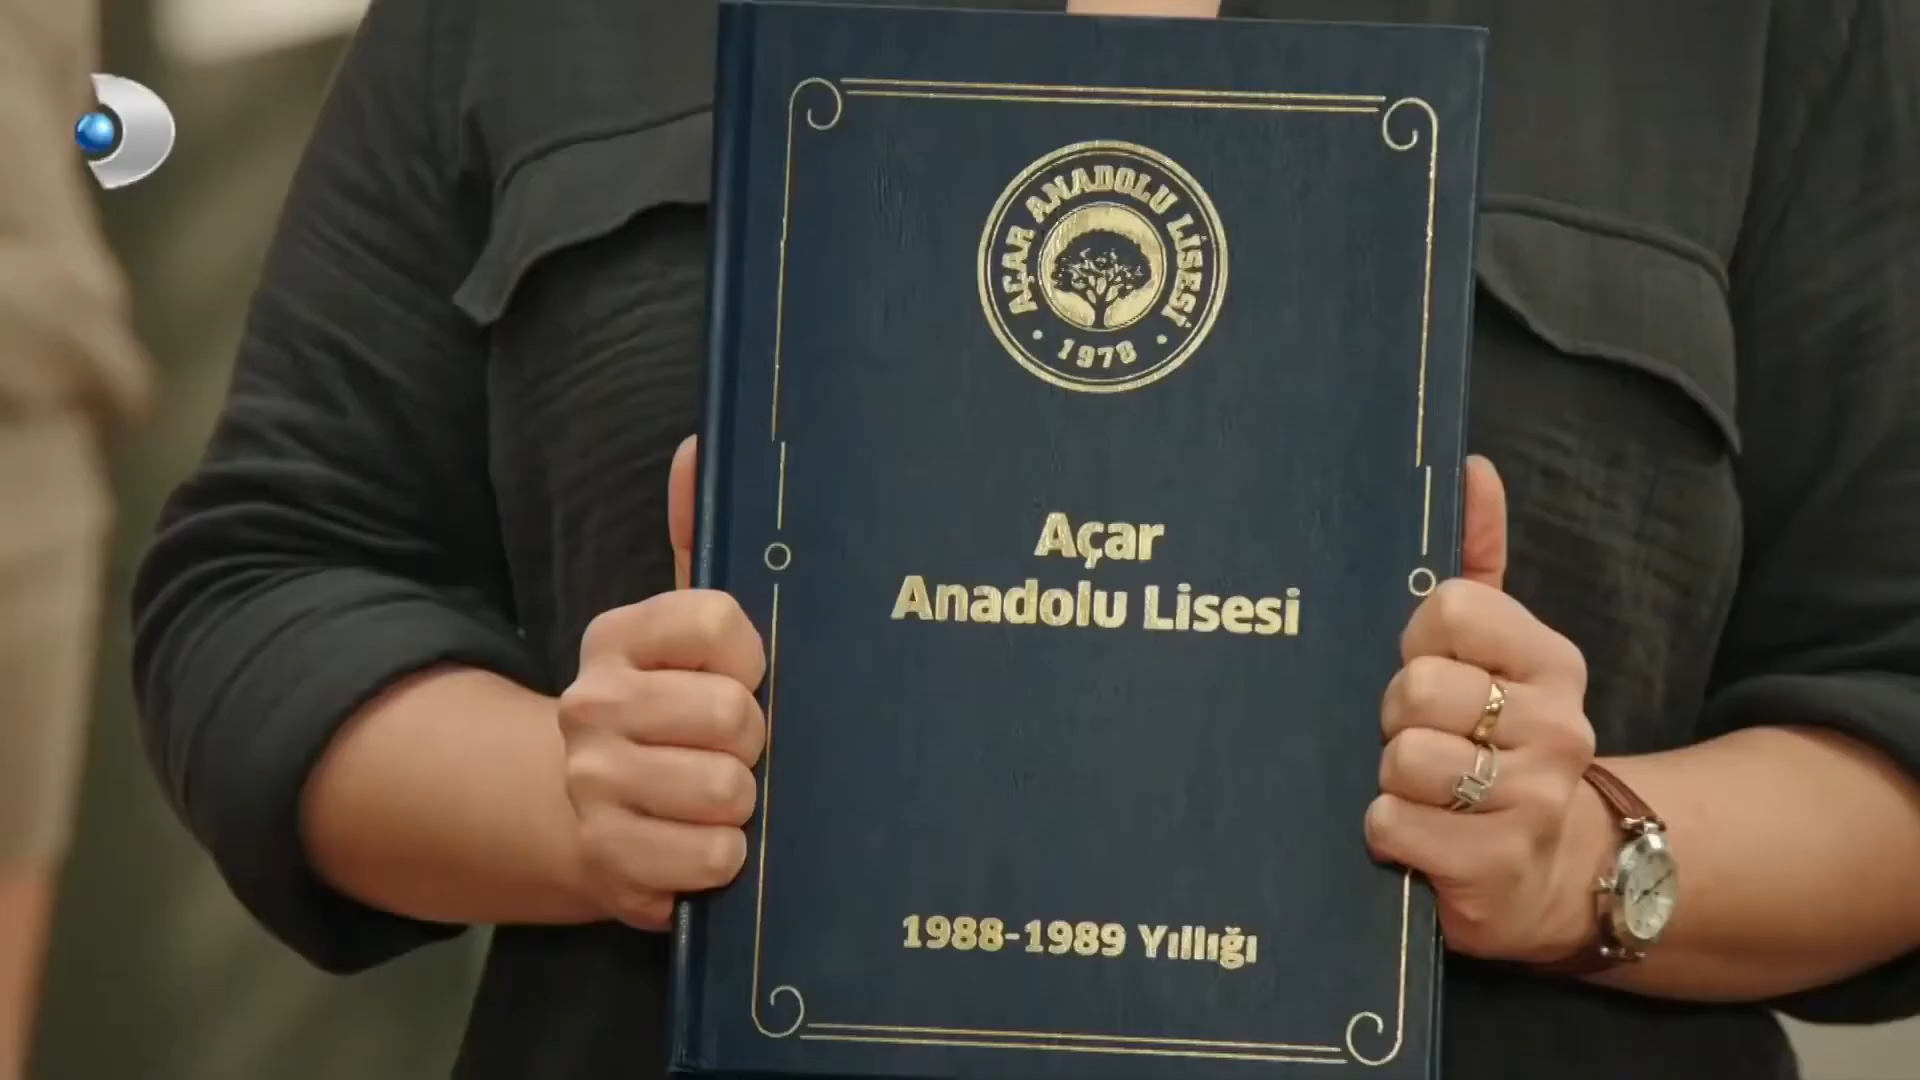 AÇAR ANADOLU LİSESİ
1978
Açar
Anadolu Lisesi
1988-1989 Yıllığı